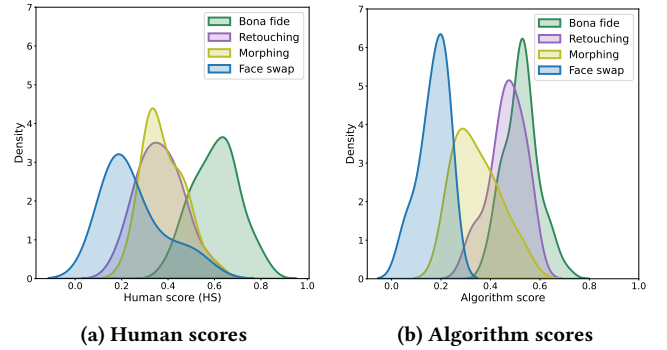 7
6
5
4
3
2
1
0
Density
0.0 0.2 0.4 0.6 0.8 1.0
Human score (HS)
Bona fide
Retouching
Morphing
Face swap
(a) Human scores
7
6
5
4
3
2
1
0
Density
0.0 0.2 0.4 0.6 0.8 1.0
Algorithm score
Bona fide
Retouching
Morphing
Face swap
(b) Algorithm scores